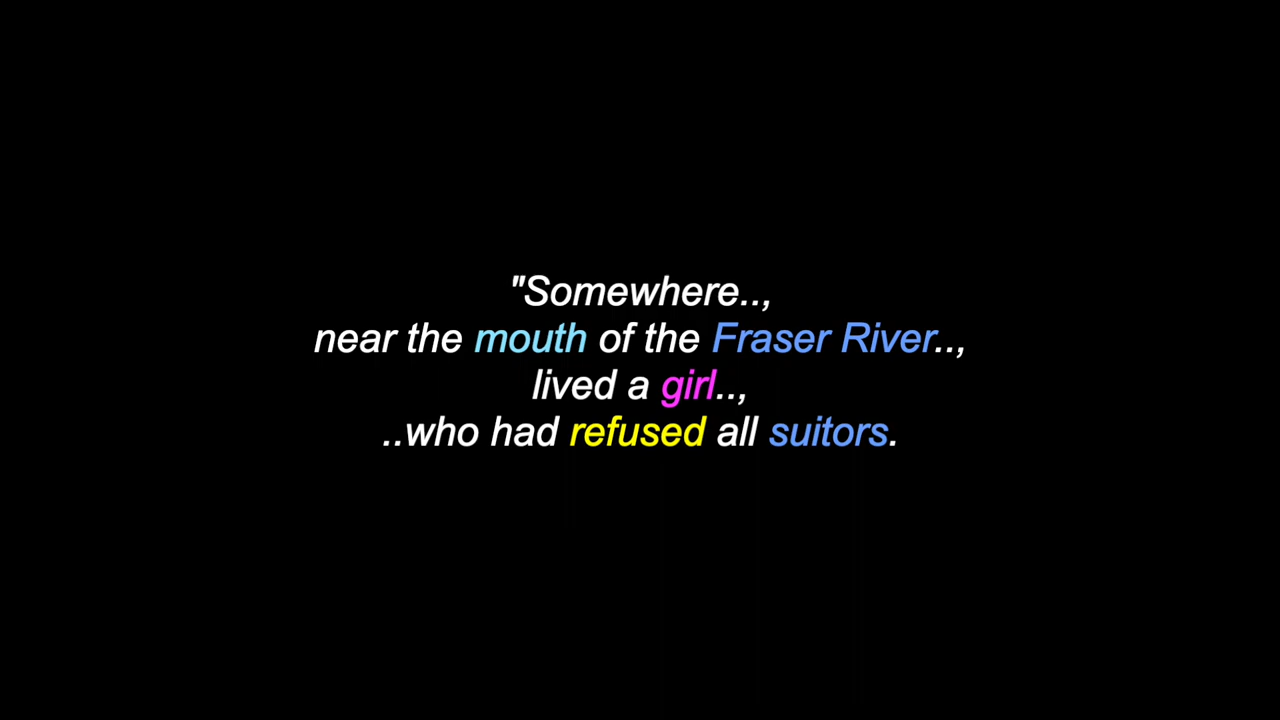 "Somewhere..,
near the mouth of the Fraser River..,
lived a girl..,
..who had refused all suitors.